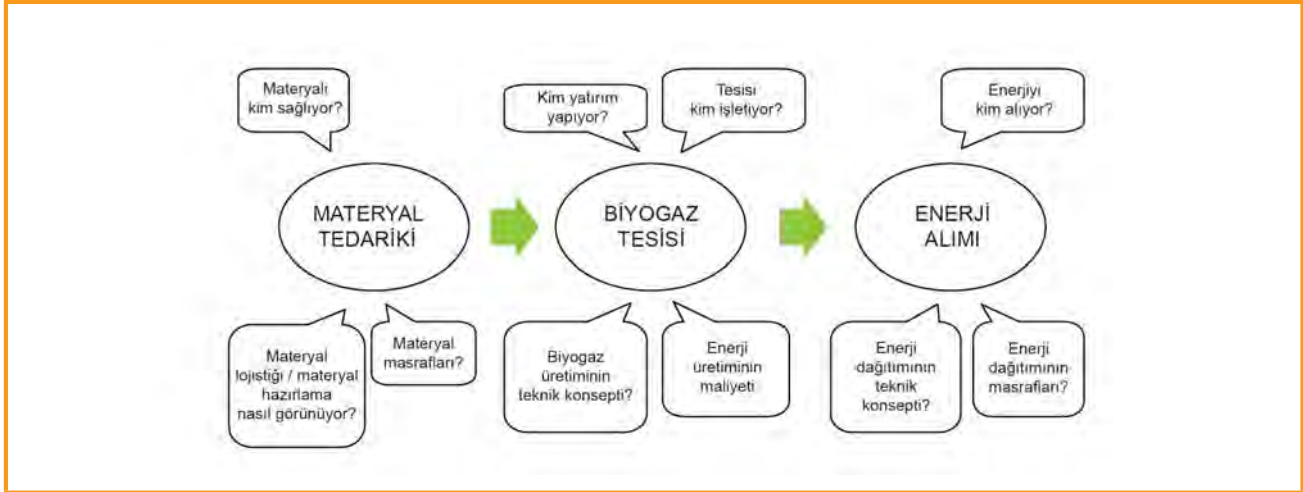 Materyali
kim sağlıyor?
Kim yatırım
yapıyor?
Tesisi
kim işletiyor?
Enerjiyi
kim alıyor?
MATERYAL
TEDARİKİ
BİYOGAZ
TESİSİ
ENERJİ
ALIMI
Materyal
lojistiği / materyal
hazırlama
nasıl görünüyor?
Materyal
masrafları?
Biyogaz
üretiminin
teknik konsepti?
Enerji
üretiminin
maliyeti
Enerji
dağıtımının
teknik
konsepti?
Enerji
dağıtımının
masrafları?